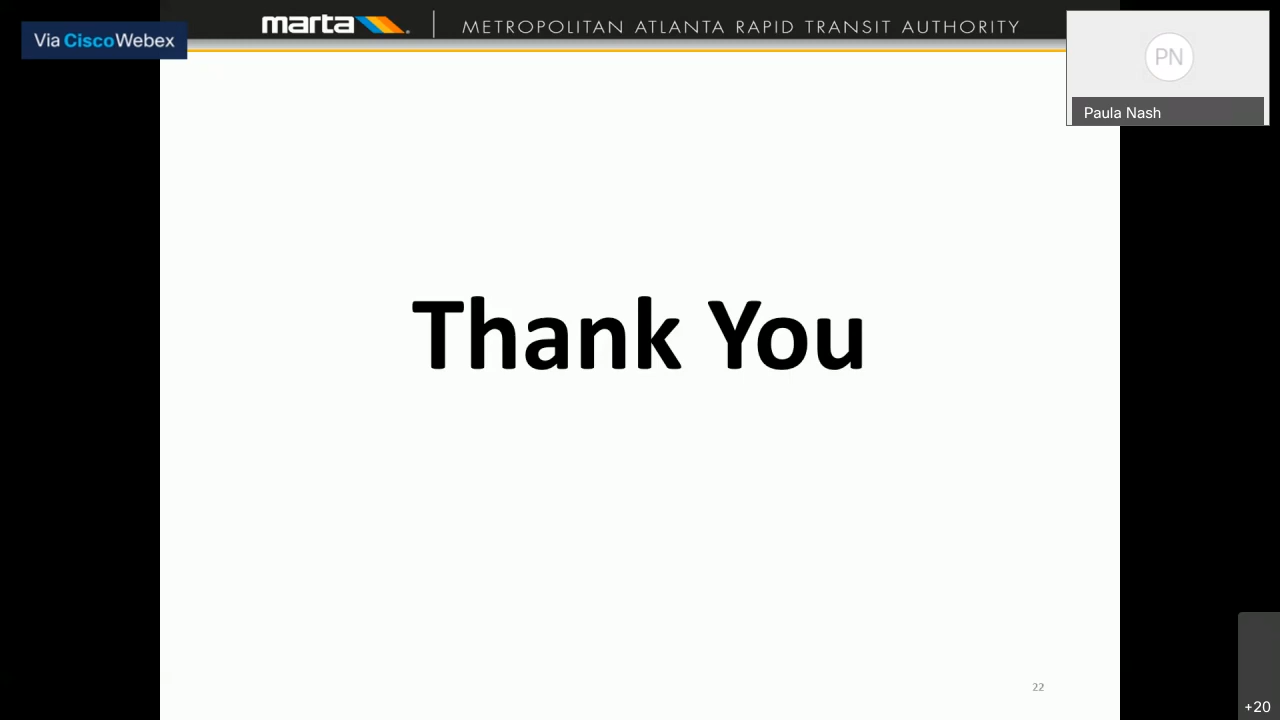 marta
METROPOLITAN ATLANTA RAPID TRANSIT AUTHORITY
Via CiscoWebex
PN
Paula Nash
Thank You
22
+20